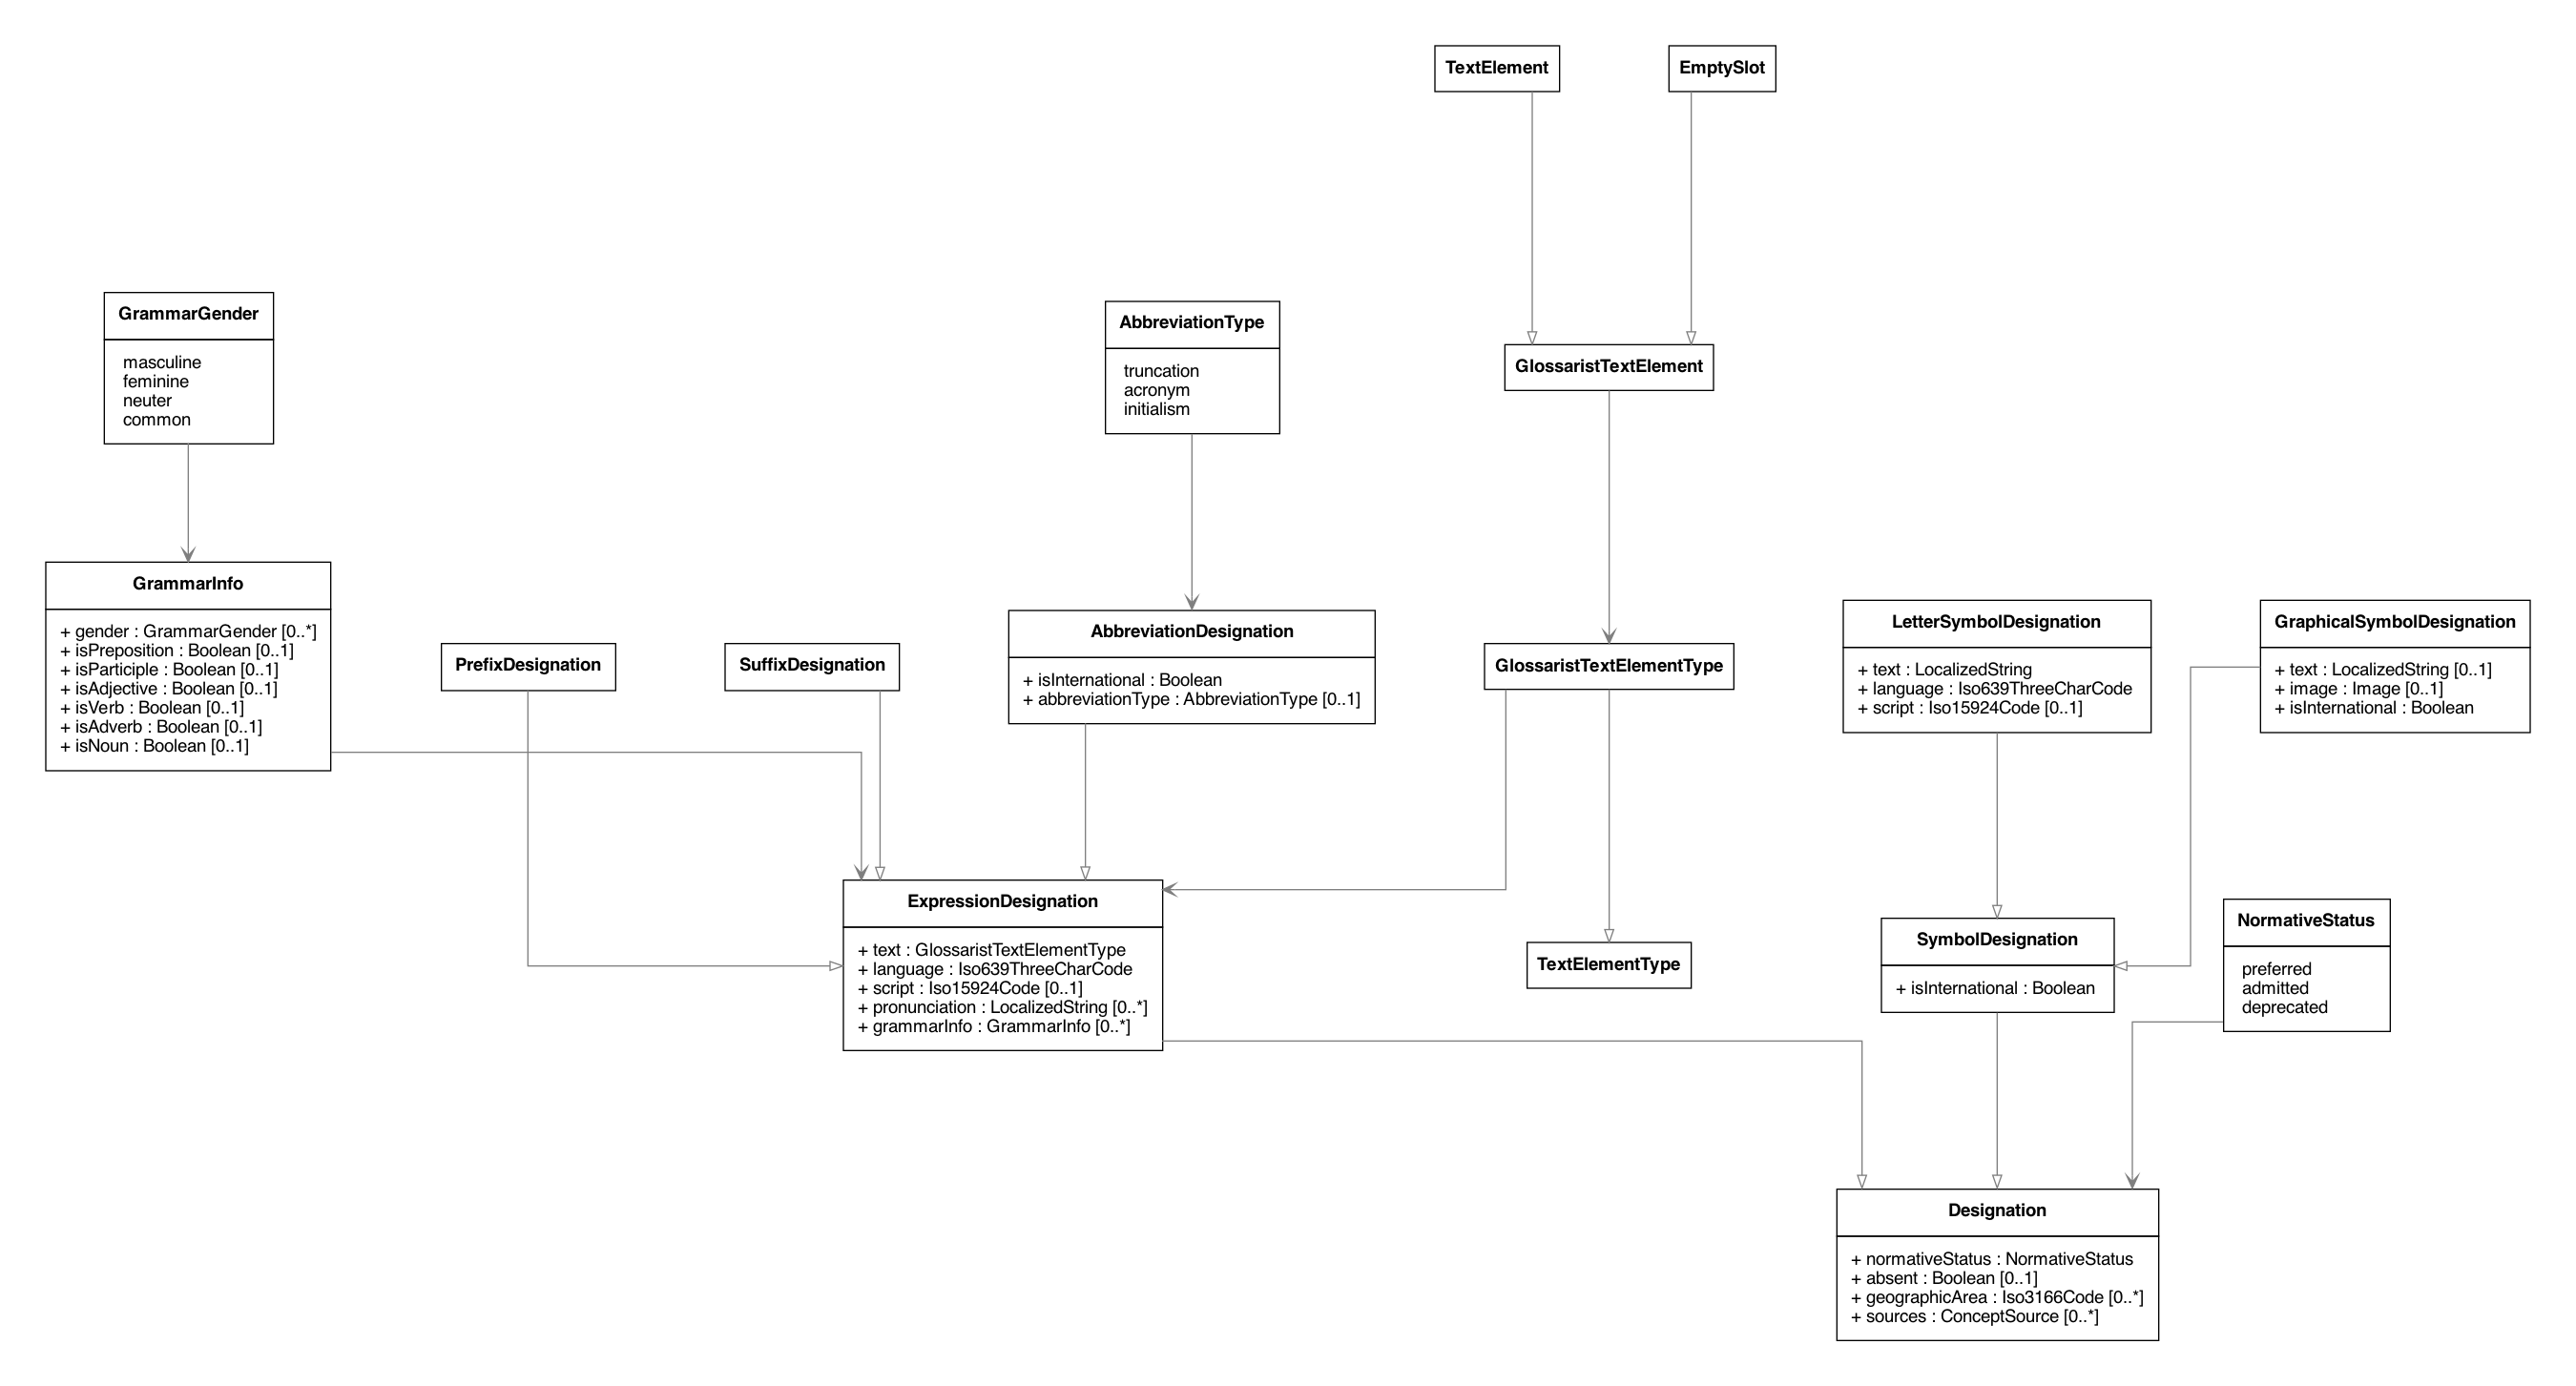 TextElement
EmptySlot
GrammarGender
masculine
feminine
neuter
common
AbbreviationType
truncation
acronym
initialism
GlossaristTextElement
GrammarInfo
+ gender : GrammarGender [0..*]
+ isPreposition : Boolean [0..1]
+ isParticiple : Boolean [0..1]
+ isAdjective : Boolean [0..1]
+ isVerb : Boolean [0..1]
+ isAdverb : Boolean [0..1]
+ isNoun : Boolean [0..1]
PrefixDesignation
SuffixDesignation
AbbreviationDesignation
+ isInternational : Boolean
+ abbreviationType : AbbreviationType [0..1]
GlossaristTextElementType
LetterSymbolDesignation
+ text : LocalizedString
+ language : Iso639ThreeCharCode
+ script : Iso15924Code [0..1]
GraphicalSymbolDesignation
+ text : LocalizedString [0..1]
+ image : Image [0..1]
+ isInternational : Boolean
ExpressionDesignation
+ text : GlossaristTextElementType
+ language : Iso639ThreeCharCode
+ script : Iso15924Code [0..1]
+ pronunciation : LocalizedString [0..*]
+ grammarInfo : GrammarInfo [0..*]
TextElementType
SymbolDesignation
+ isInternational : Boolean
NormativeStatus
preferred
admitted
deprecated
Designation
+ normativeStatus : NormativeStatus
+ absent : Boolean [0..1]
+ geographicArea : Iso3166Code [0..*]
+ sources : ConceptSource [0..*]